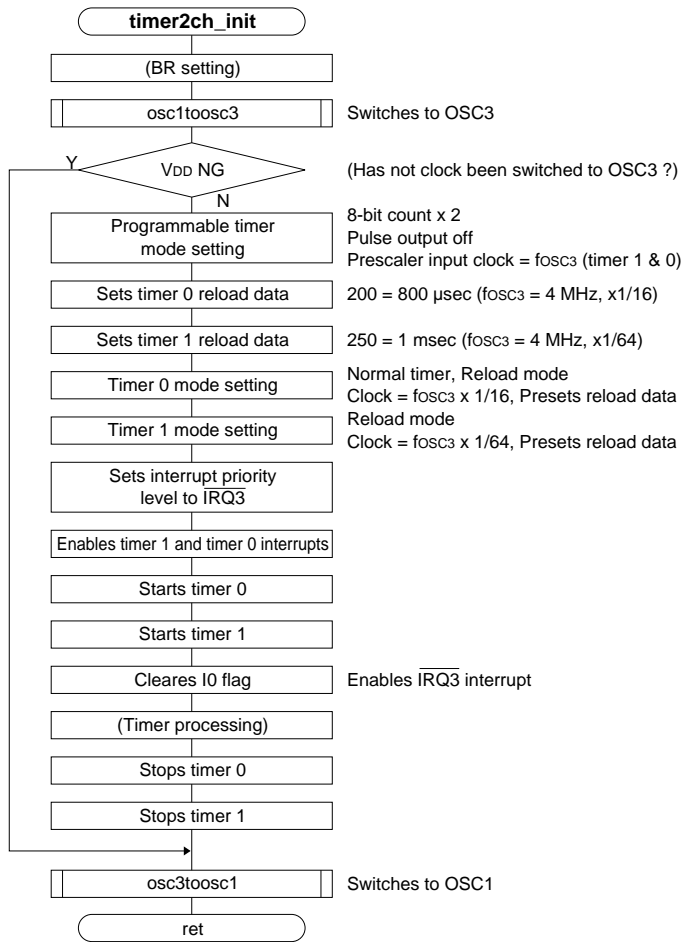 timer2ch_init
(BR setting)
osc1toosc3
Switches to OSC3
Y
VDD NG
(Has not clock been switched to OSC3 ?)
N
Programmable timer
mode setting
8-bit count x 2
Pulse output off
Prescaler input clock = fOSC3 (timer 1 & 0)
Sets timer 0 reload data
200 = 800 µsec (fOSC3 = 4 MHz, x1/16)
Sets timer 1 reload data
250 = 1 msec (fOSC3 = 4 MHz, x1/64)
Timer 0 mode setting
Normal timer, Reload mode
Clock = fOSC3 x 1/16, Presets reload data
Timer 1 mode setting
Reload mode
Clock = fOSC3 x 1/64, Presets reload data
Sets interrupt priority
level to IRQ3
Enables timer 1 and timer 0 interrupts
Starts timer 0
Starts timer 1
Cleares I0 flag
Enables IRQ3 interrupt
(Timer processing)
Stops timer 0
Stops timer 1
osc3toosc1
Switches to OSC1
ret